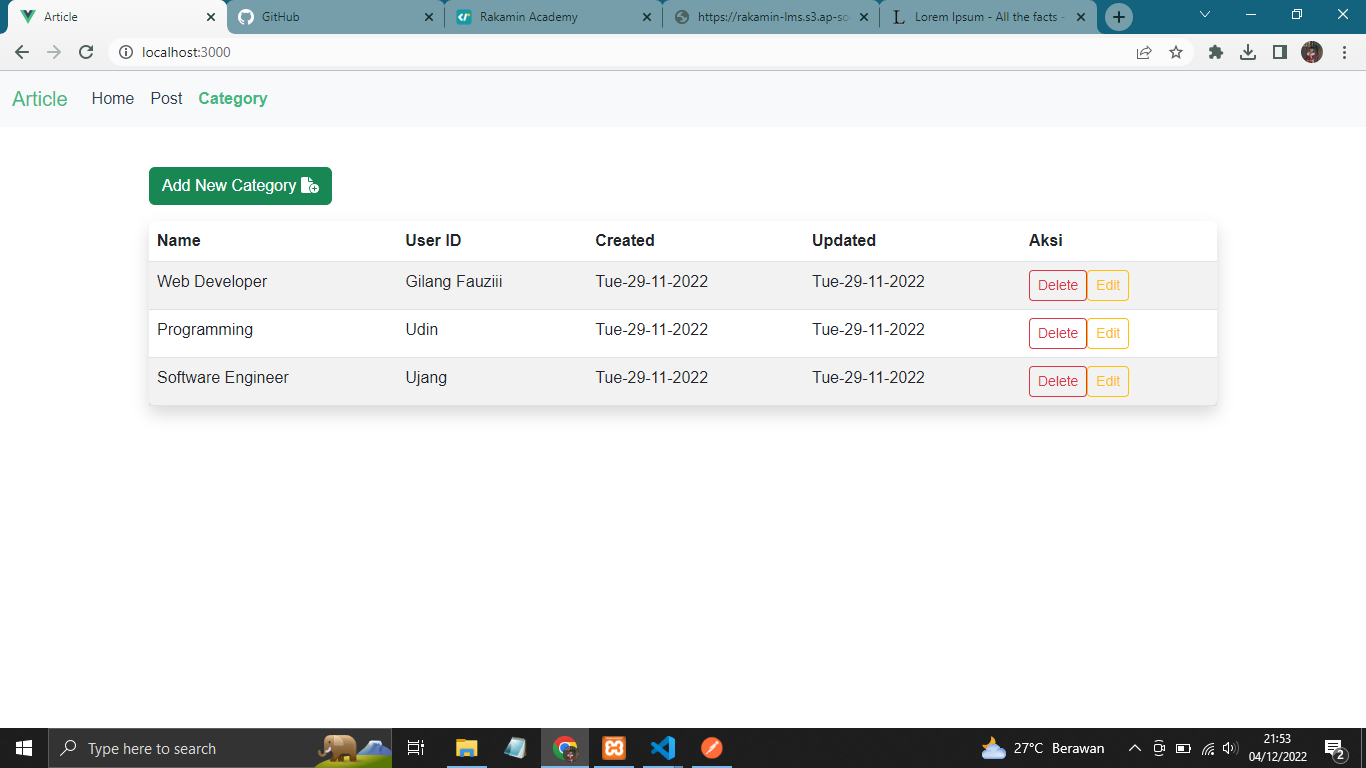 Article
GitHub
Rakamin Academy
https://rakamin-lms.s3.ap-so
Lorem Ipsum - All the facts -
localhost:3000
Article Home Post Category
Add New Category
Name User ID Created Updated Aksi
Web Developer Gilang Fauziii Tue-29-11-2022 Tue-29-11-2022 Delete Edit
Programming Udin Tue-29-11-2022 Tue-29-11-2022 Delete Edit
Software Engineer Ujang Tue-29-11-2022 Tue-29-11-2022 Delete Edit
Type here to search
27°C Berawan
21:53
04/12/2022
2